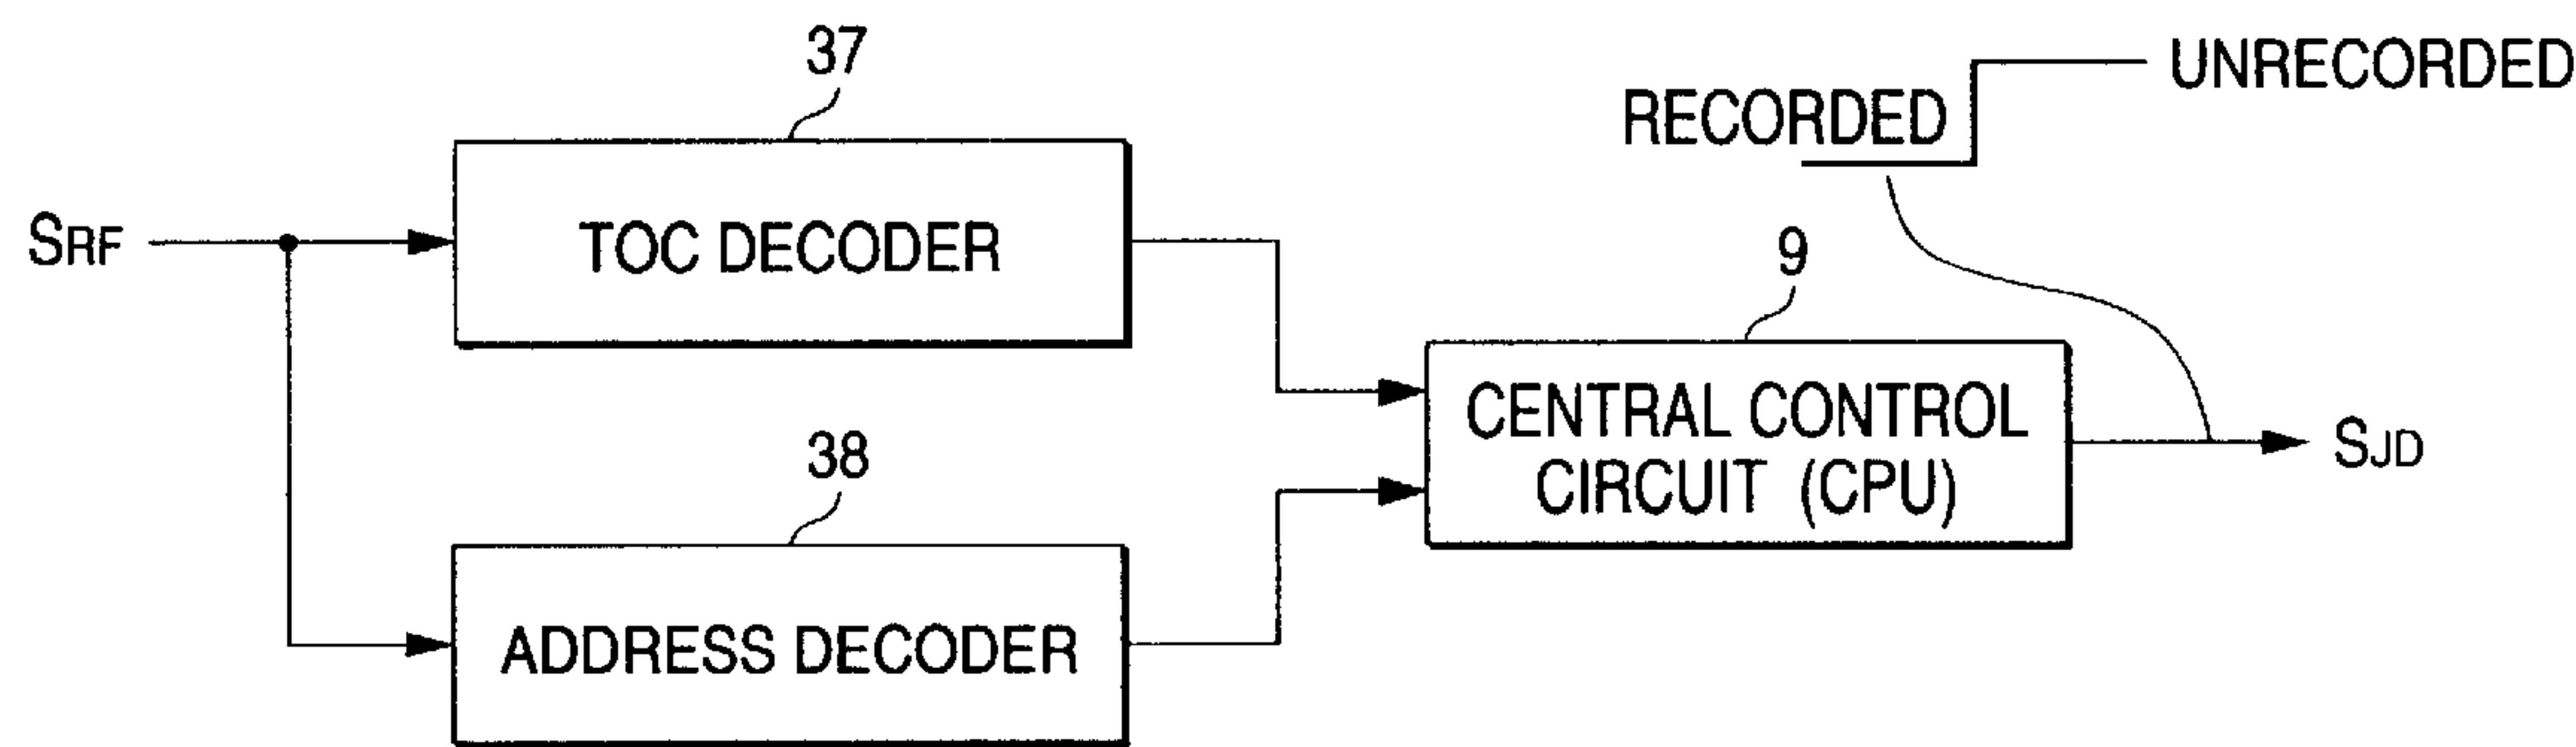 37
UNRECORDED
RECORDED
SRF
TOC DECODER
9
CENTRAL CONTROL
CIRCUIT (CPU)
SJD
38
ADDRESS DECODER